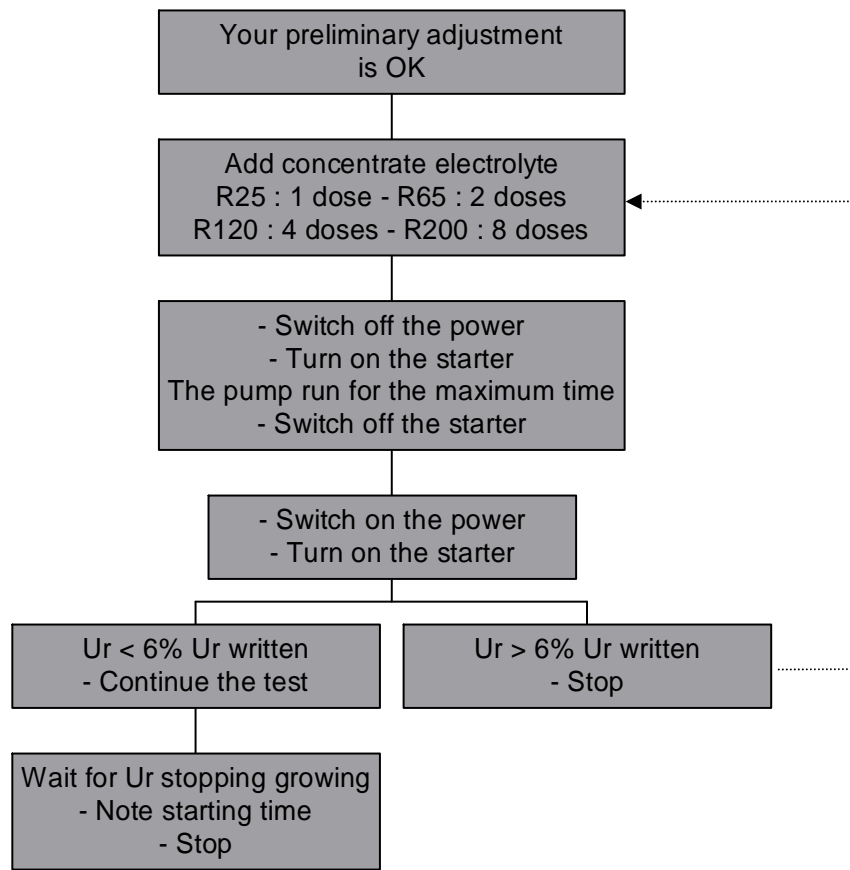 Your preliminary adjustment
is OK
Add concentrate electrolyte
R25 : 1 dose - R65 : 2 doses
R120 : 4 doses - R200 : 8 doses
- Switch off the power
- Turn on the starter
The pump run for the maximum time
- Switch off the starter
- Switch on the power
- Turn on the starter
Ur < 6% Ur written
- Continue the test
Ur > 6% Ur written
- Stop
Wait for Ur stopping growing
- Note starting time
- Stop